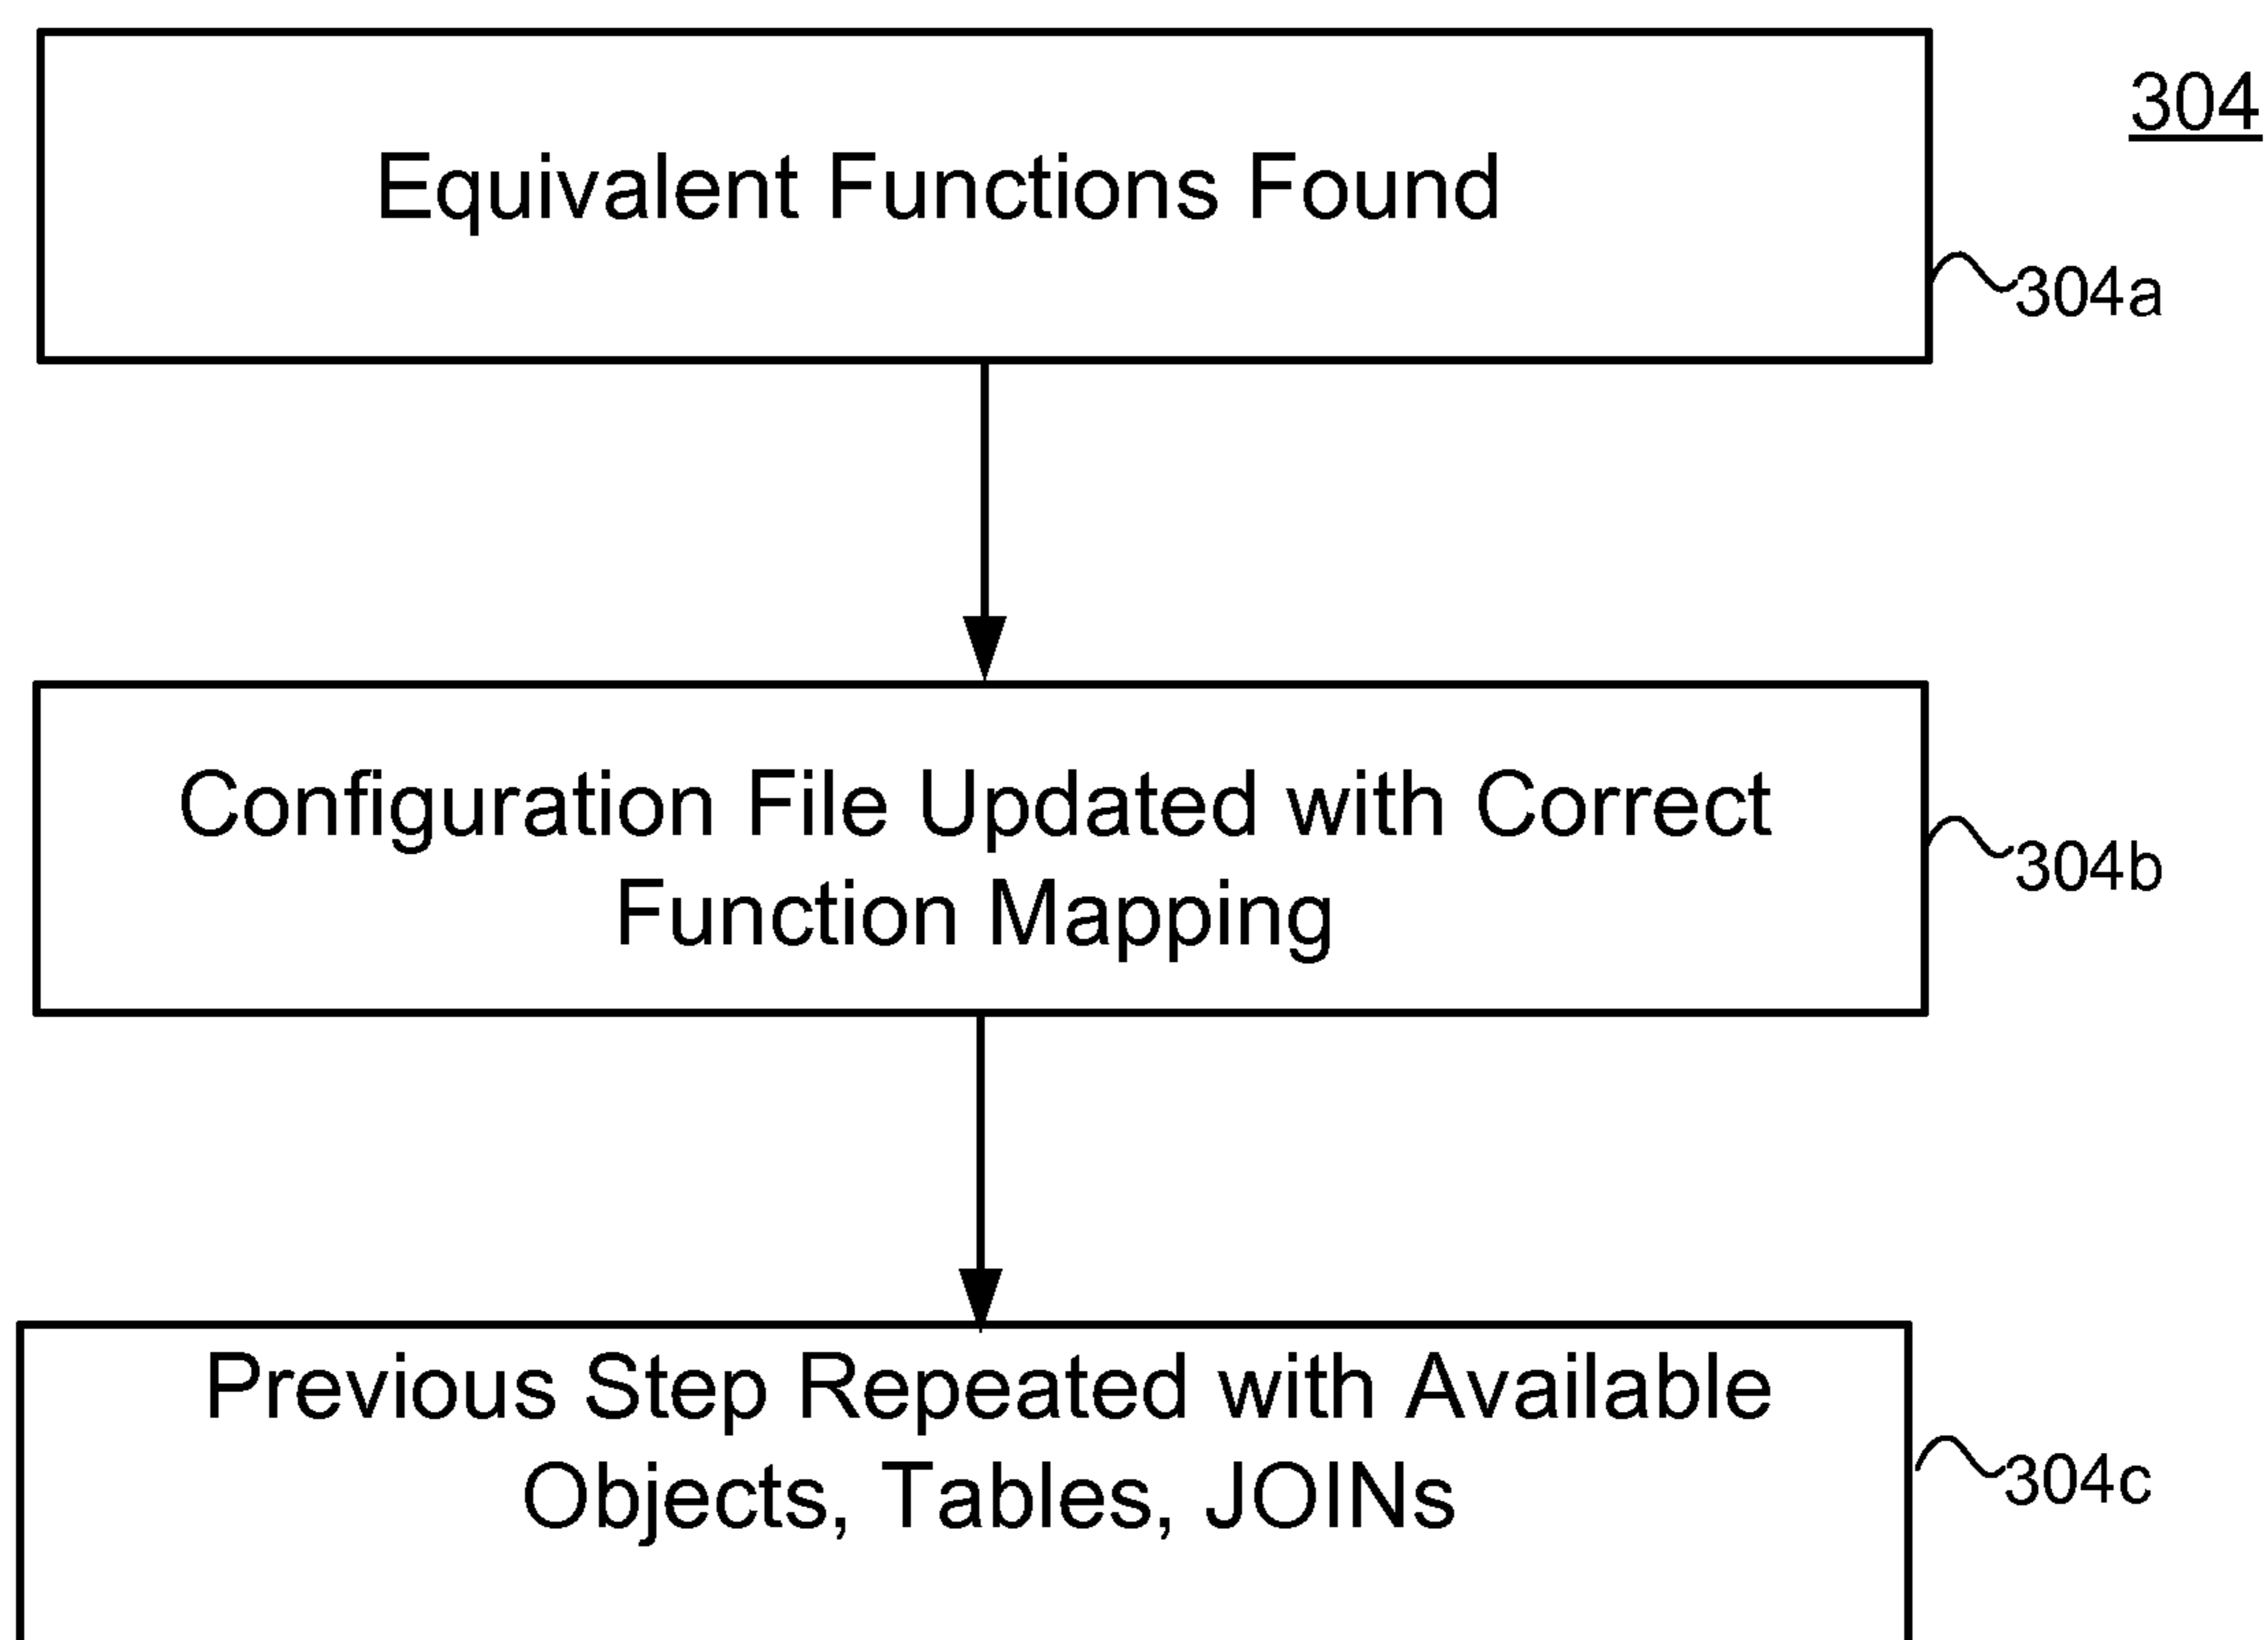 304
Equivalent Functions Found
304a
Configuration File Updated with Correct
Function Mapping
304b
Previous Step Repeated with Available
Objects, Tables, JOINs
304c